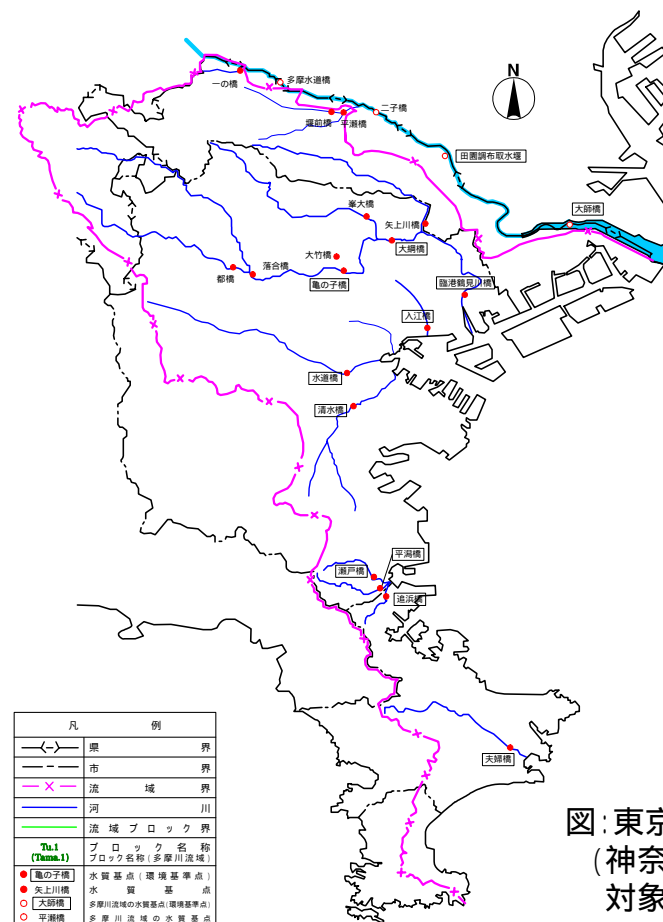 N
多摩水道橋
一の橋
二子橋
堰前橋
平瀬橋
田園調布取水堰
大師橋
峯大橋
矢上川橋
大綱橋
大竹橋
落合橋
都橋
亀の子橋
臨港鶴見川橋
入江橋
水道橋
清水橋
平潟橋
瀬戸橋
追浜橋
夫婦橋
凡 例
県 界
市 界
流 域 界
河 川
流 域 ブ ロ ッ ク 界
Tu.1 ブ ロ ッ ク 名 称
(Tama.1) ブロック名称(多摩川流域)
亀の子橋 水質基点(環境基準点)
矢上川橋 水 質 基 点
大師橋 多摩川流域の水質基点(環境基準点)
平瀬橋 多摩川流域の水質基点
図:東京
(神奈
対象